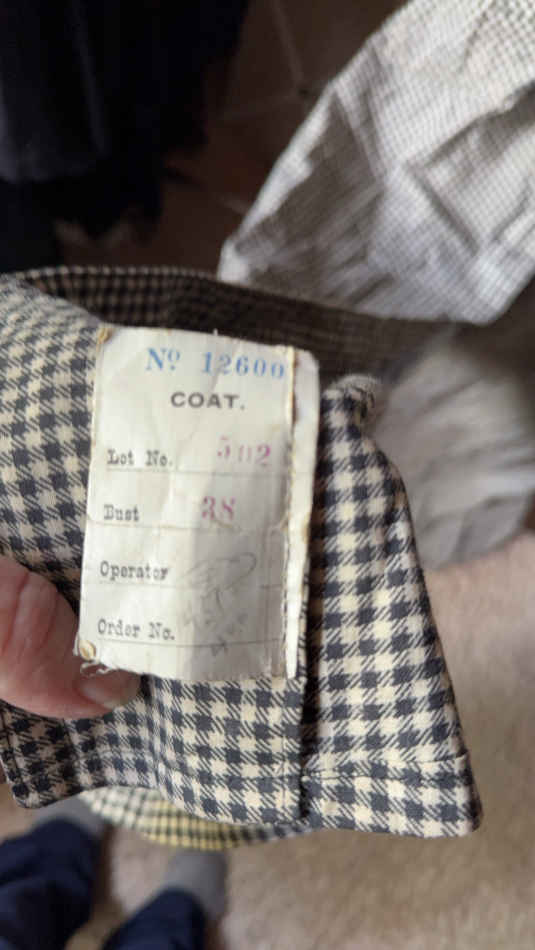 Nº 12600
COAT.
Lot No. 502
Bust 38
Operator
Order No.